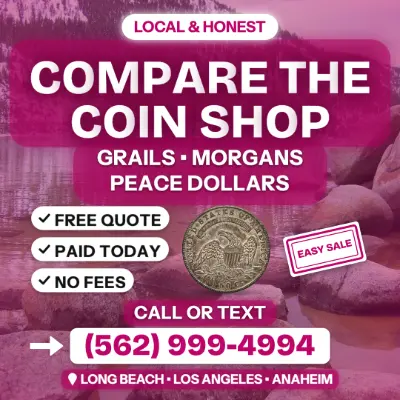 LOCAL & HONEST
COMPARE THE
COIN SHOP
GRAILS ▪ MORGANS
PEACE DOLLARS
FREE QUOTE
PAID TODAY
NO FEES
EASY SALE
CALL OR TEXT
(562) 999-4994
LONG BEACH ▪ LOS ANGELES ▪ ANAHEIM